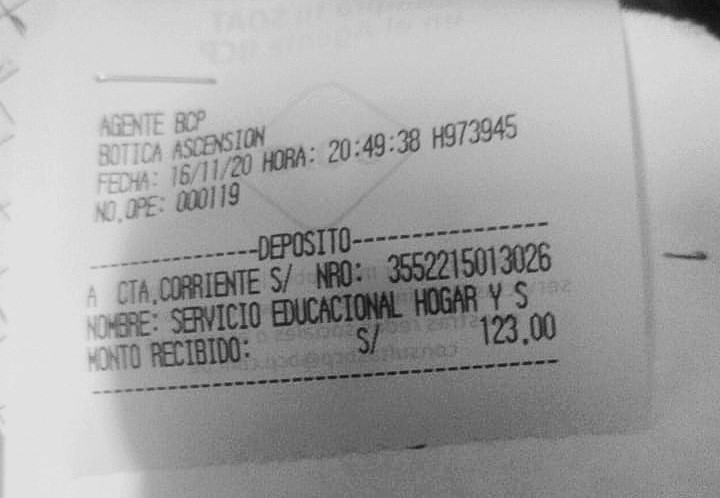 AGENTE BCP
BOTICA ASCENSION
FECHA: 16/11/20 HORA: 20:49:38 H973945
NO.OPE: 000119
---------------DEPOSITO-----------------
A CTA.CORRIENTE S/ NRO: 3552215013026
NOMBRE: SERVICIO EDUCACIONAL HOGAR Y S
MONTO RECIBIDO: S/ 123.00
----------------------------------------